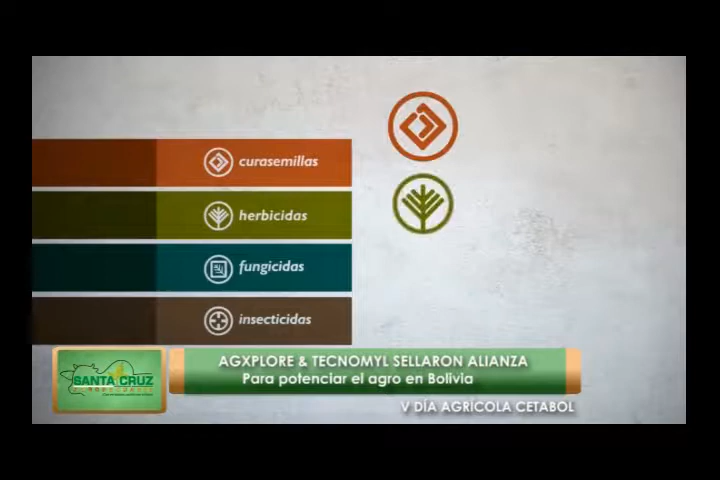 curasemillas
herbicidas
fungicidas
insecticidas
AGXPLORE & TECNOMYL SELLARON ALIANZA
Para potenciar el agro en Bolivia
SANTA CRUZ
V DÍA AGRÍCOLA CETABOL